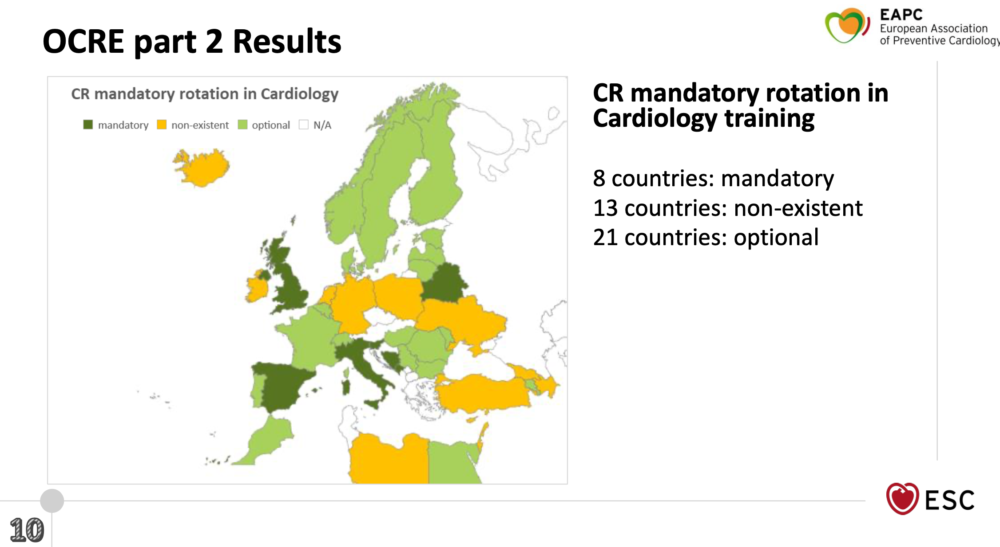 OCRE part 2 Results
EAPC
European Association
of Preventive Cardiology
CR mandatory rotation in Cardiology
mandatory
non-existent
optional
N/A
CR mandatory rotation in
Cardiology training
8 countries: mandatory
13 countries: non-existent
21 countries: optional
ESC
10